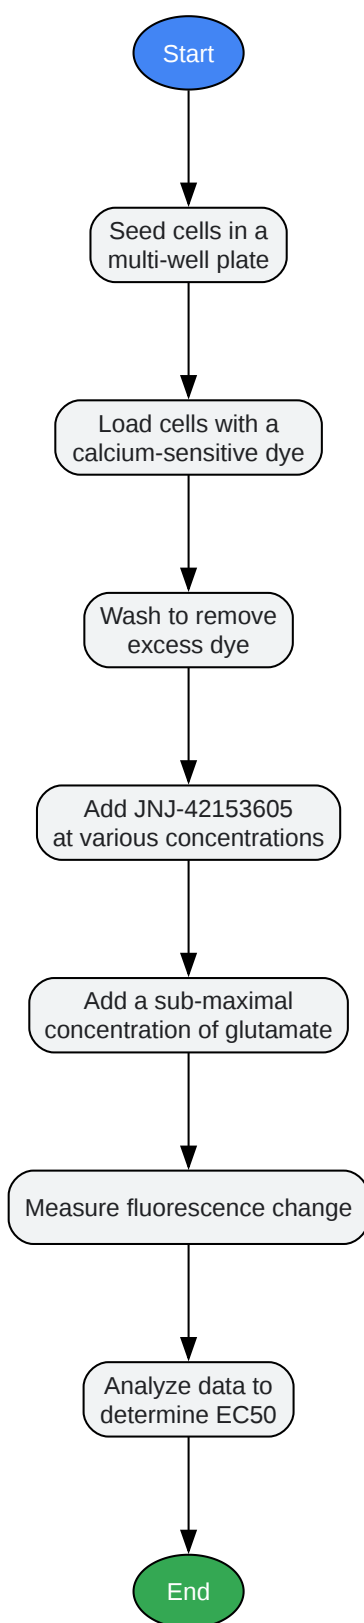 Start
Seed cells in a
multi-well plate
Load cells with a
calcium-sensitive dye
Wash to remove
excess dye
Add JNJ-42153605
at various concentrations
Add a sub-maximal
concentration of glutamate
Measure fluorescence change
Analyze data to
determine EC50
End